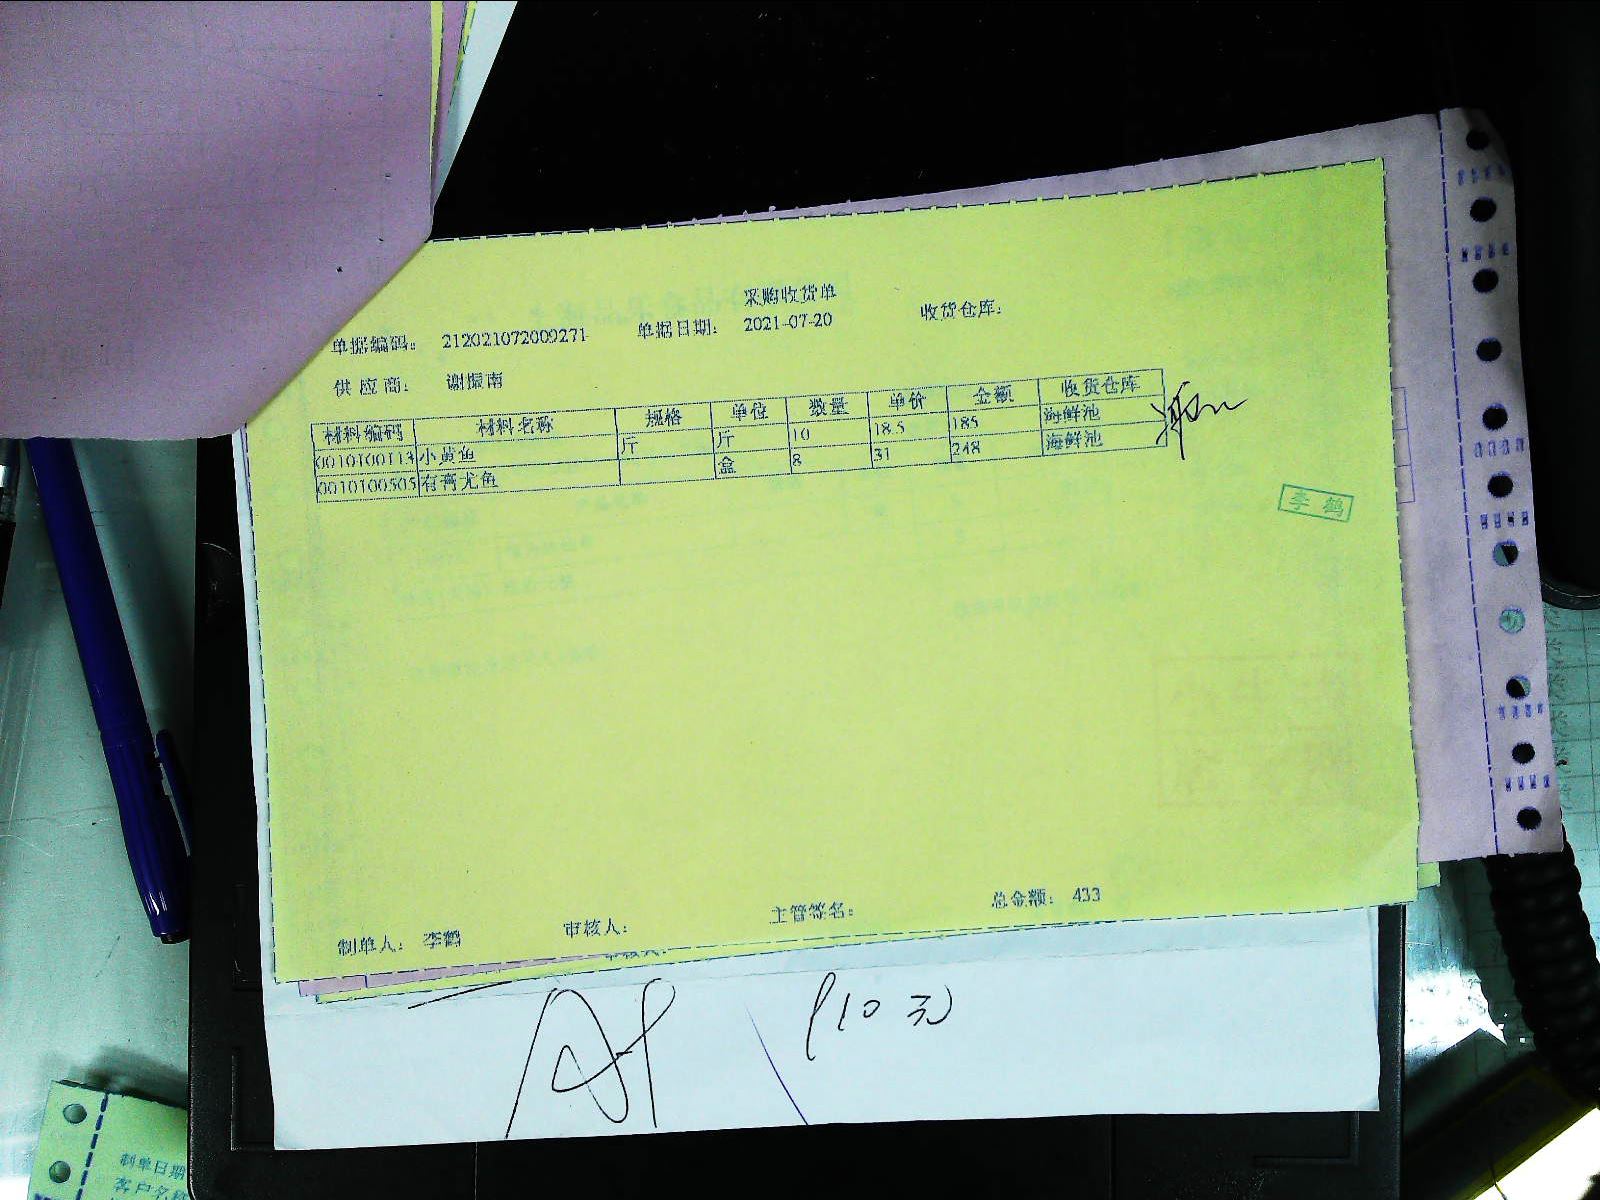 采购收货单
单据编码： 212021072009271 单据日期： 2021-07-20 收货仓库：
供应商： 谢振南
材料编码 材料名称 规格 单位 数量 单价 金额 收货仓库
0010100113 小黄鱼 斤 斤 10 18.5 185 海鲜池
0010100505 有膏尤鱼 盒 8 31 248 海鲜池
李鹤
制单人： 李鹤 审核人： 主管签名： 总金额： 433
审核人：
10元
制单日期
客户名称